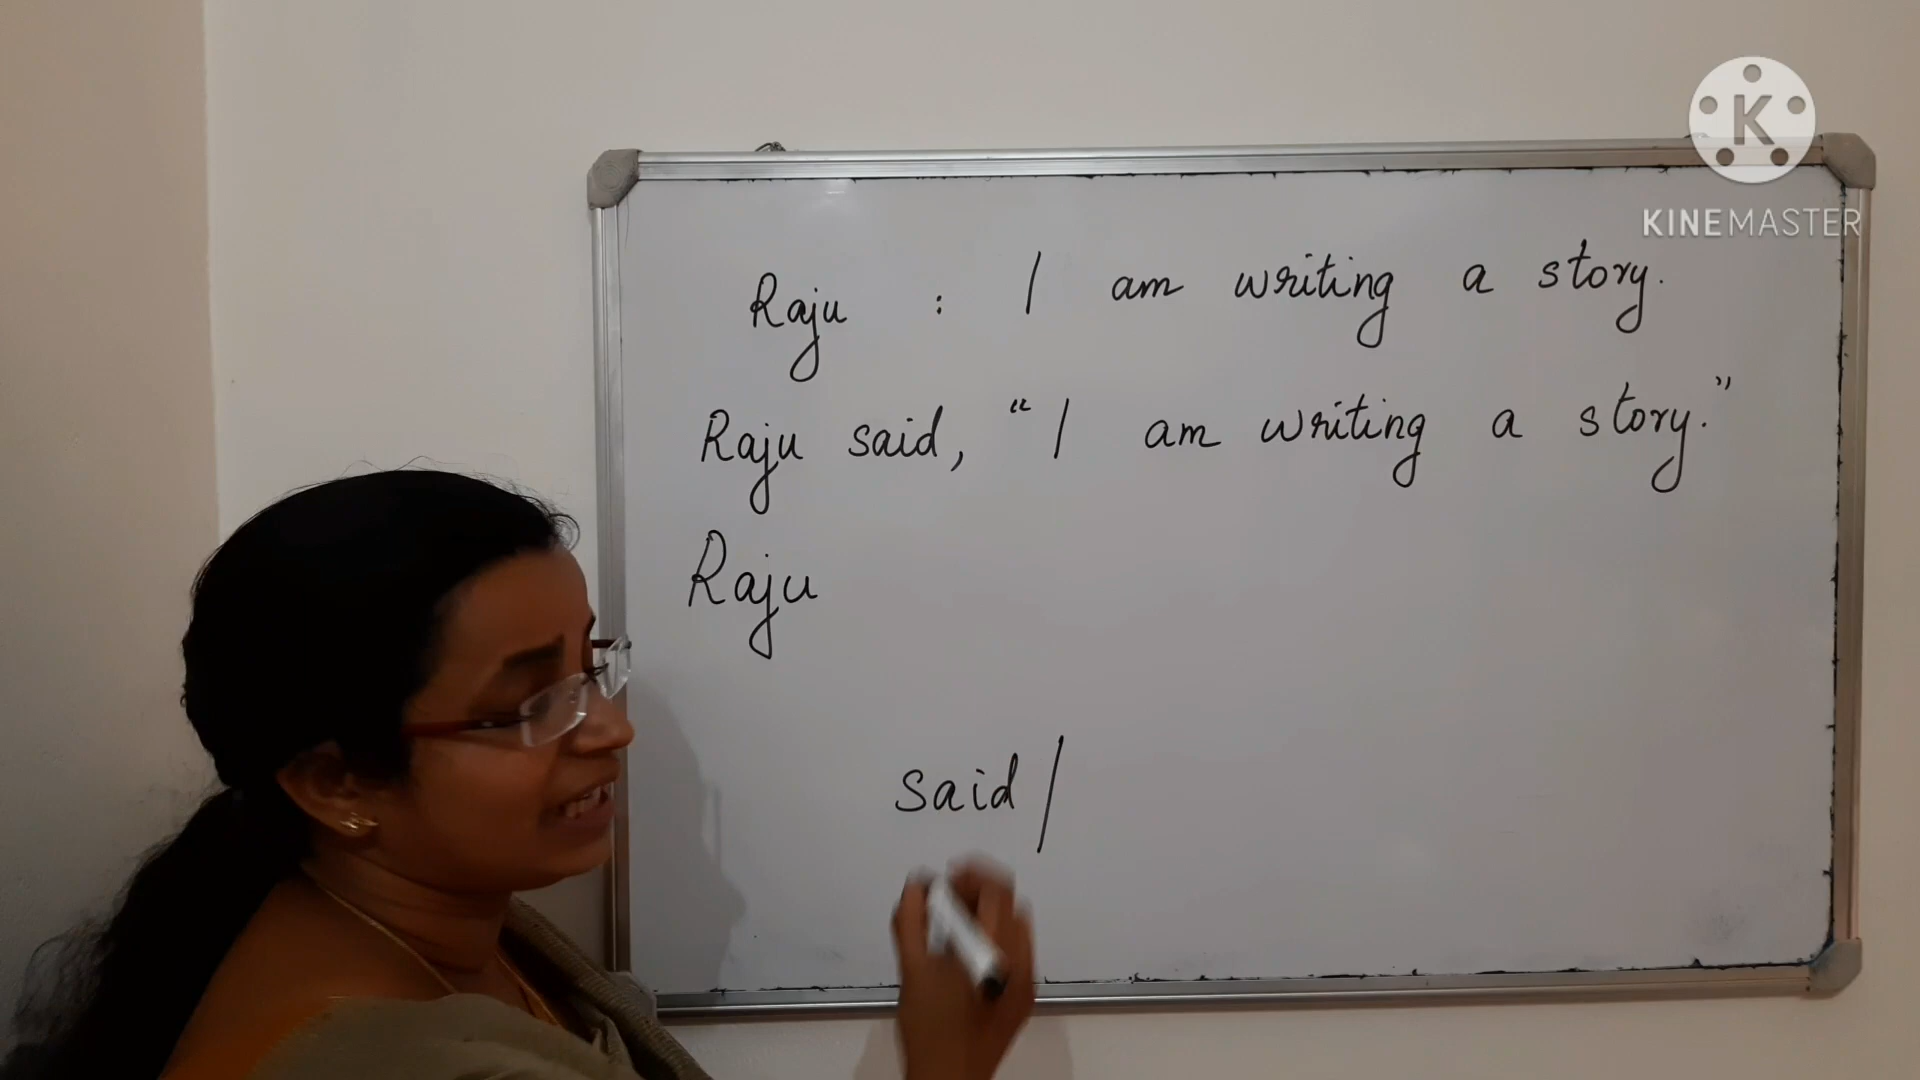 K
KINEMASTER
Raju : I am writing a story.
Raju said, “I am writing a story.”
Raju
said /